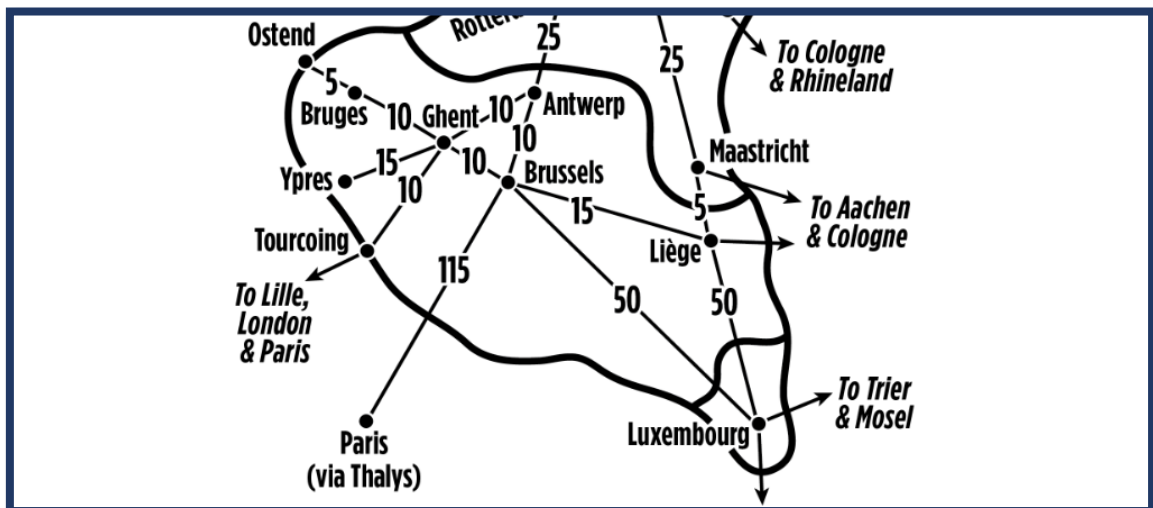 Ostend
25
25
To Cologne
& Rhineland
5
Bruges
10
Ghent
10
Antwerp
10
Maastricht
Ypres
15
10
Brussels
10
15
5
To Aachen
& Cologne
Tourcoing
Liège
115
50
50
To Lille,
London
& Paris
To Trier
& Mosel
Luxembourg
Paris
(via Thalys)